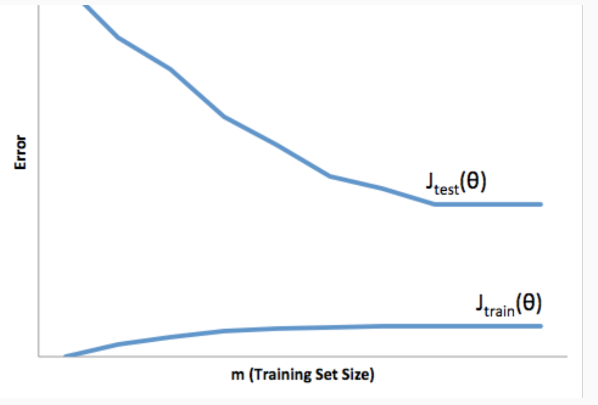 Error
J_test(θ)
J_train(θ)
m (Training Set Size)